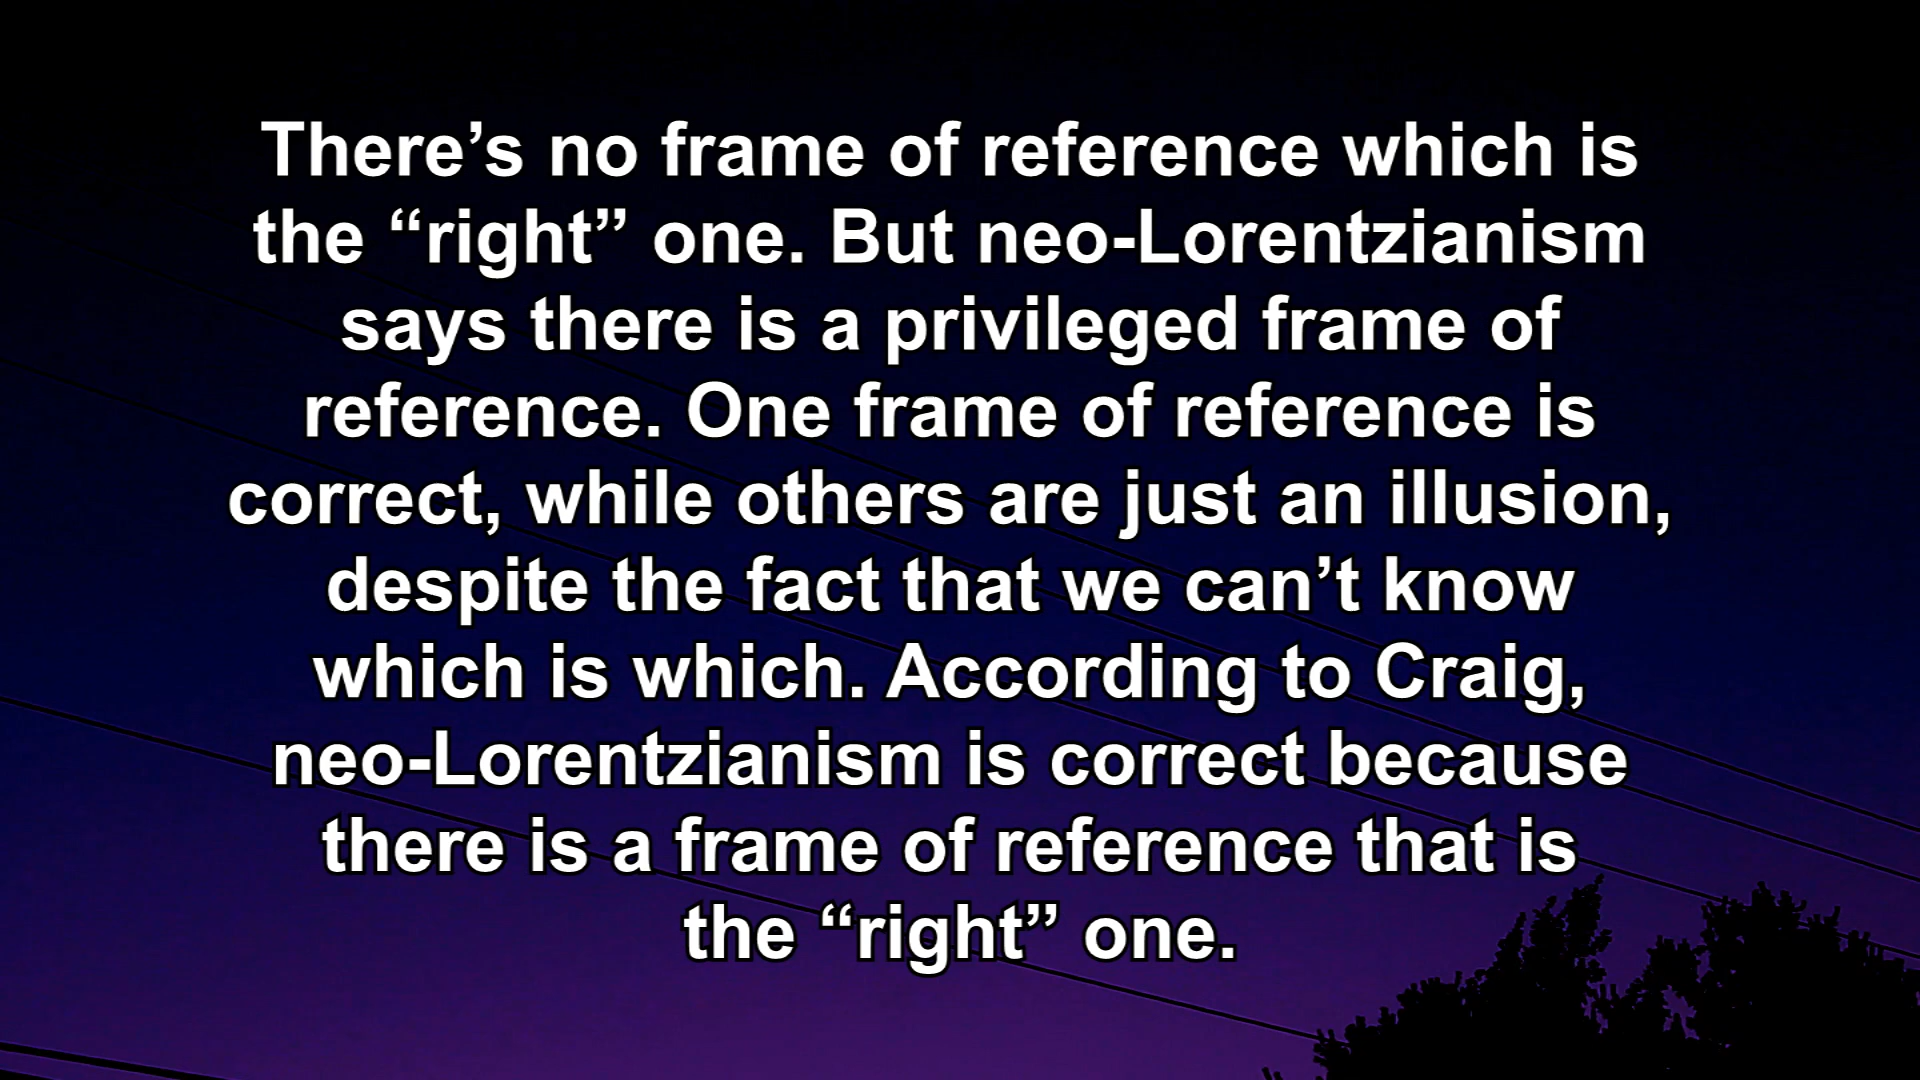 There’s no frame of reference which is
the “right” one. But neo-Lorentzianism
says there is a privileged frame of
reference. One frame of reference is
correct, while others are just an illusion,
despite the fact that we can’t know
which is which. According to Craig,
neo-Lorentzianism is correct because
there is a frame of reference that is
the “right” one.